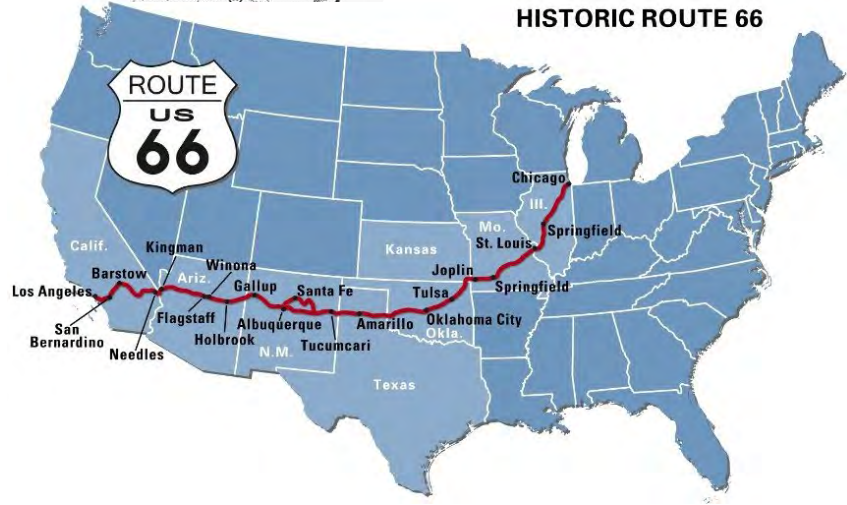 HISTORIC ROUTE 66
ROUTE
US
66
Chicago
Ill.
Springfield
Mo.
St. Louis
Kansas
Joplin
Springfield
Tulsa
Oklahoma City
Okla.
Calif.
Kingman
Winona
Barstow
Ariz.
Gallup
Santa Fe
Los Angeles
San
Bernardino
Needles
Flagstaff
Holbrook
Albuquerque
Amarillo
N.M.
Tucumcari
Texas